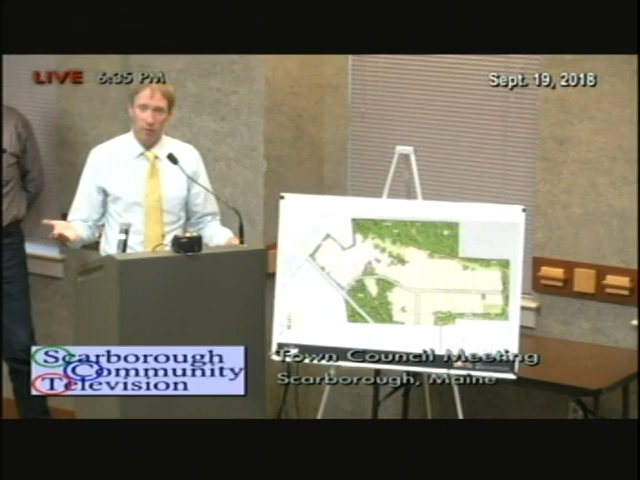 LIVE 6:35 PM
Sept. 19, 2018
Scarborough
Community
Television
Town Council Meeting
Scarborough, Maine